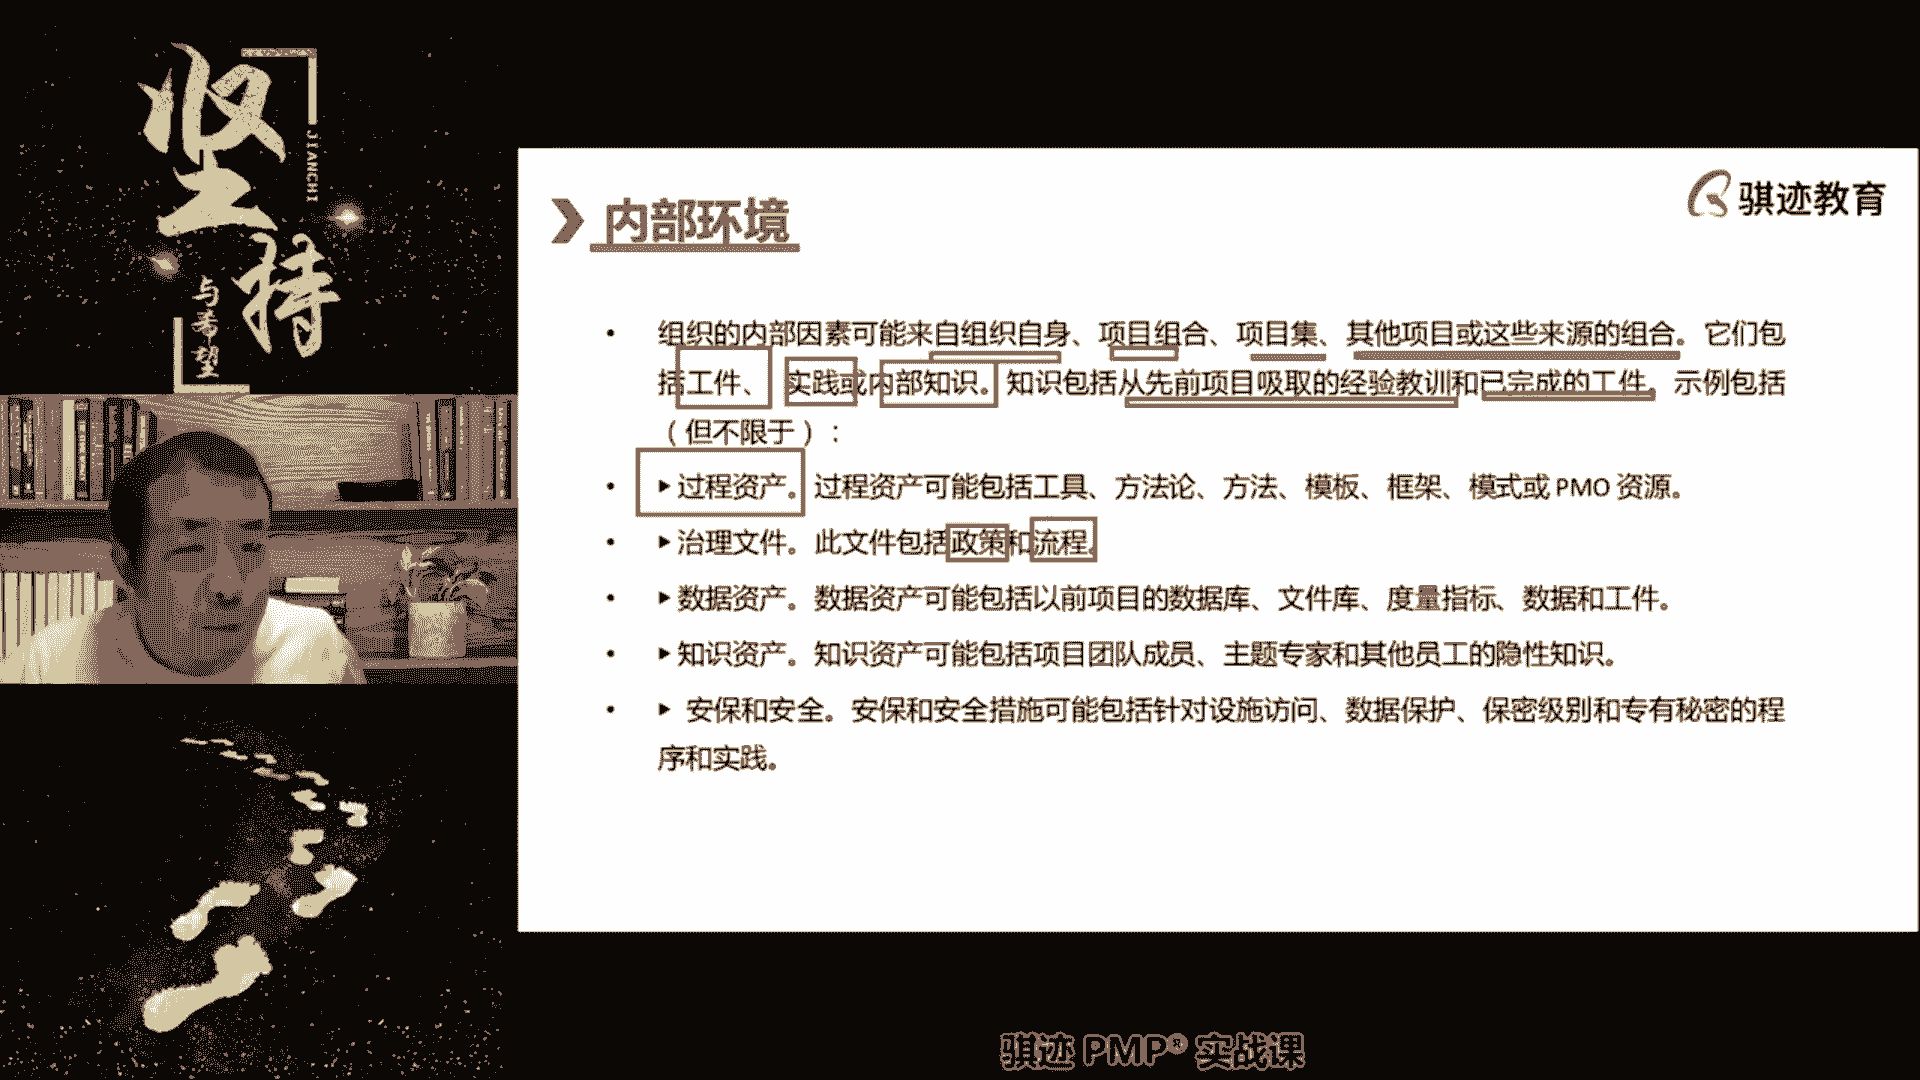 坚持
JIANCHI
与希望
骐迹教育
内部环境
• 组织的内部因素可能来自组织自身、项目组合、项目集、其他项目或这些来源的组合。它们包
括工件、实践或内部知识。知识包括从先前项目吸取的经验教训和已完成的工件。示例包括
（但不限于）：
• ▶过程资产。过程资产可能包括工具、方法论、方法、模板、框架、模式或 PMO 资源。
• ▶治理文件。此文件包括政策和流程。
• ▶数据资产。数据资产可能包括以前项目的数据库、文件库、度量指标、数据和工件。
• ▶知识资产。知识资产可能包括项目团队成员、主题专家和其他员工的隐性知识。
• ▶ 安保和安全。安保和安全措施可能包括针对设施访问、数据保护、保密级别和专有秘密的程
序和实践。
骐迹 PMP® 实战课